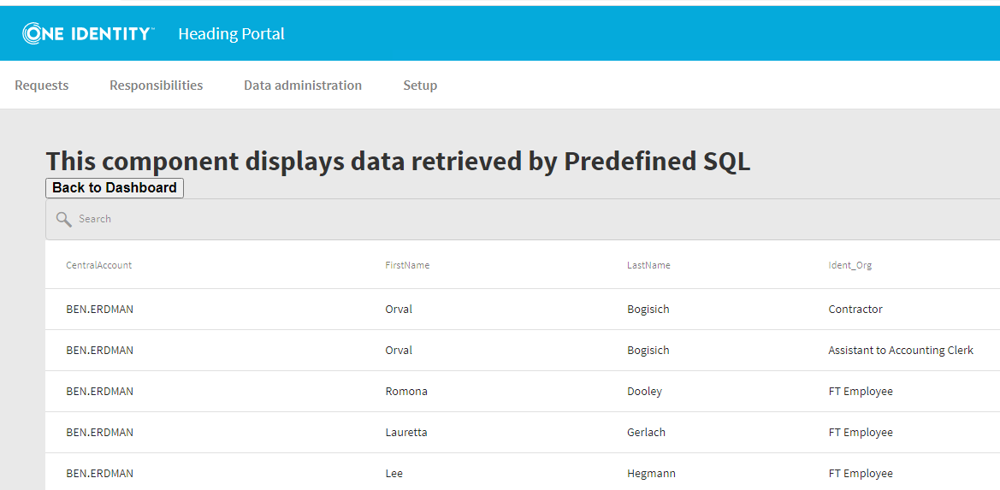 ONE IDENTITY™ Heading Portal
Requests Responsibilities Data administration Setup
This component displays data retrieved by Predefined SQL
Back to Dashboard
Search
CentralAccount FirstName LastName Ident_Org
BEN.ERDMAN Orval Bogisich Contractor
BEN.ERDMAN Orval Bogisich Assistant to Accounting Clerk
BEN.ERDMAN Romona Dooley FT Employee
BEN.ERDMAN Lauretta Gerlach FT Employee
BEN.ERDMAN Lee Hegmann FT Employee